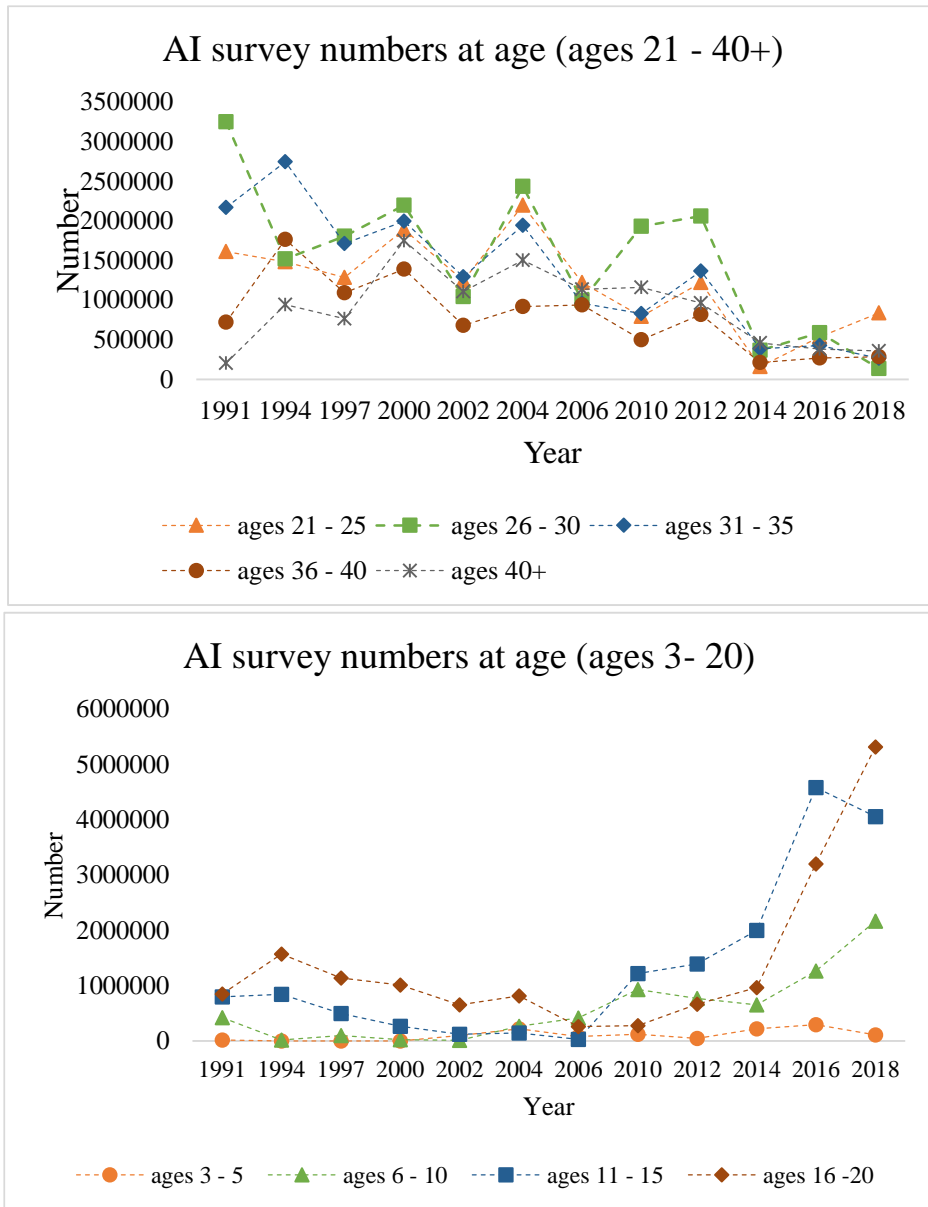 AI survey numbers at age (ages 21 - 40+)
3500000
3000000
2500000
2000000
1500000
1000000
500000
0
Number
1991 1994 1997 2000 2002 2004 2006 2010 2012 2014 2016 2018
Year
ages 21 - 25 ages 26 - 30 ages 31 - 35
ages 36 - 40 ages 40+
AI survey numbers at age (ages 3- 20)
6000000
5000000
4000000
3000000
2000000
1000000
0
Number
1991 1994 1997 2000 2002 2004 2006 2010 2012 2014 2016 2018
Year
ages 3 - 5 ages 6 - 10 ages 11 - 15 ages 16 -20